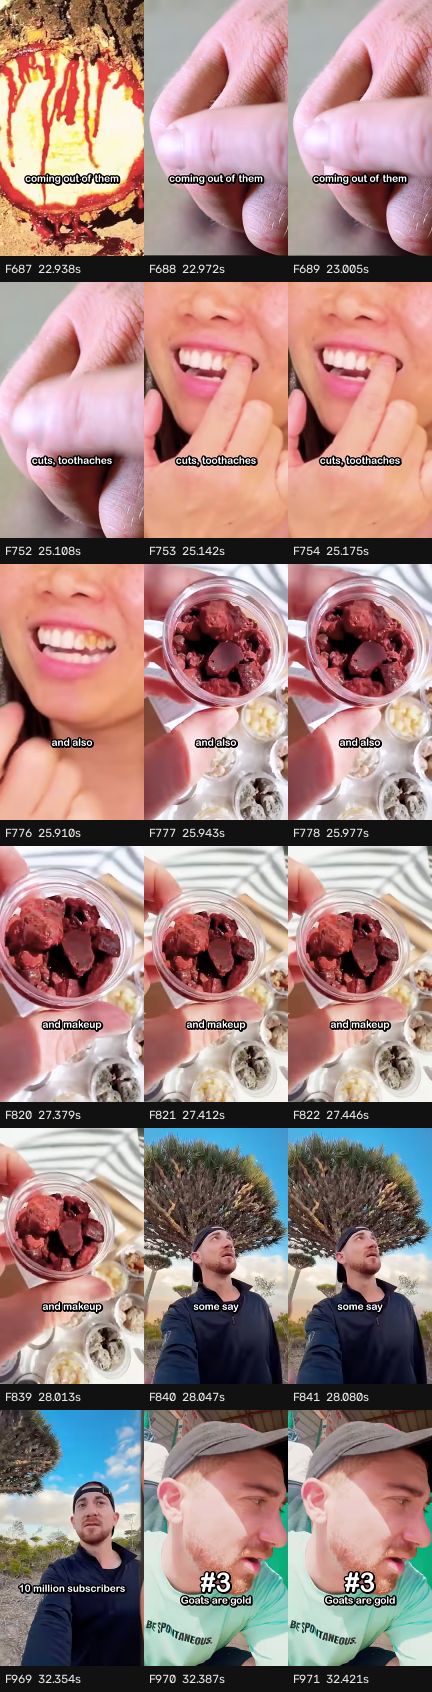 coming out of them
coming out of them
coming out of them
F687 22.938s
F688 22.972s
F689 23.005s
cuts, toothaches
cuts, toothaches
cuts, toothaches
F752 25.108s
F753 25.142s
F754 25.175s
and also
and also
and also
F776 25.910s
F777 25.943s
F778 25.977s
and makeup
and makeup
and makeup
F820 27.379s
F821 27.412s
F822 27.446s
and makeup
some say
some say
F839 28.013s
F840 28.047s
F841 28.080s
10 million subscribers
#3
Goats are gold
BE SPONTANEOUS.
#3
Goats are gold
BE SPONTANEOUS.
F969 32.354s
F970 32.387s
F971 32.421s